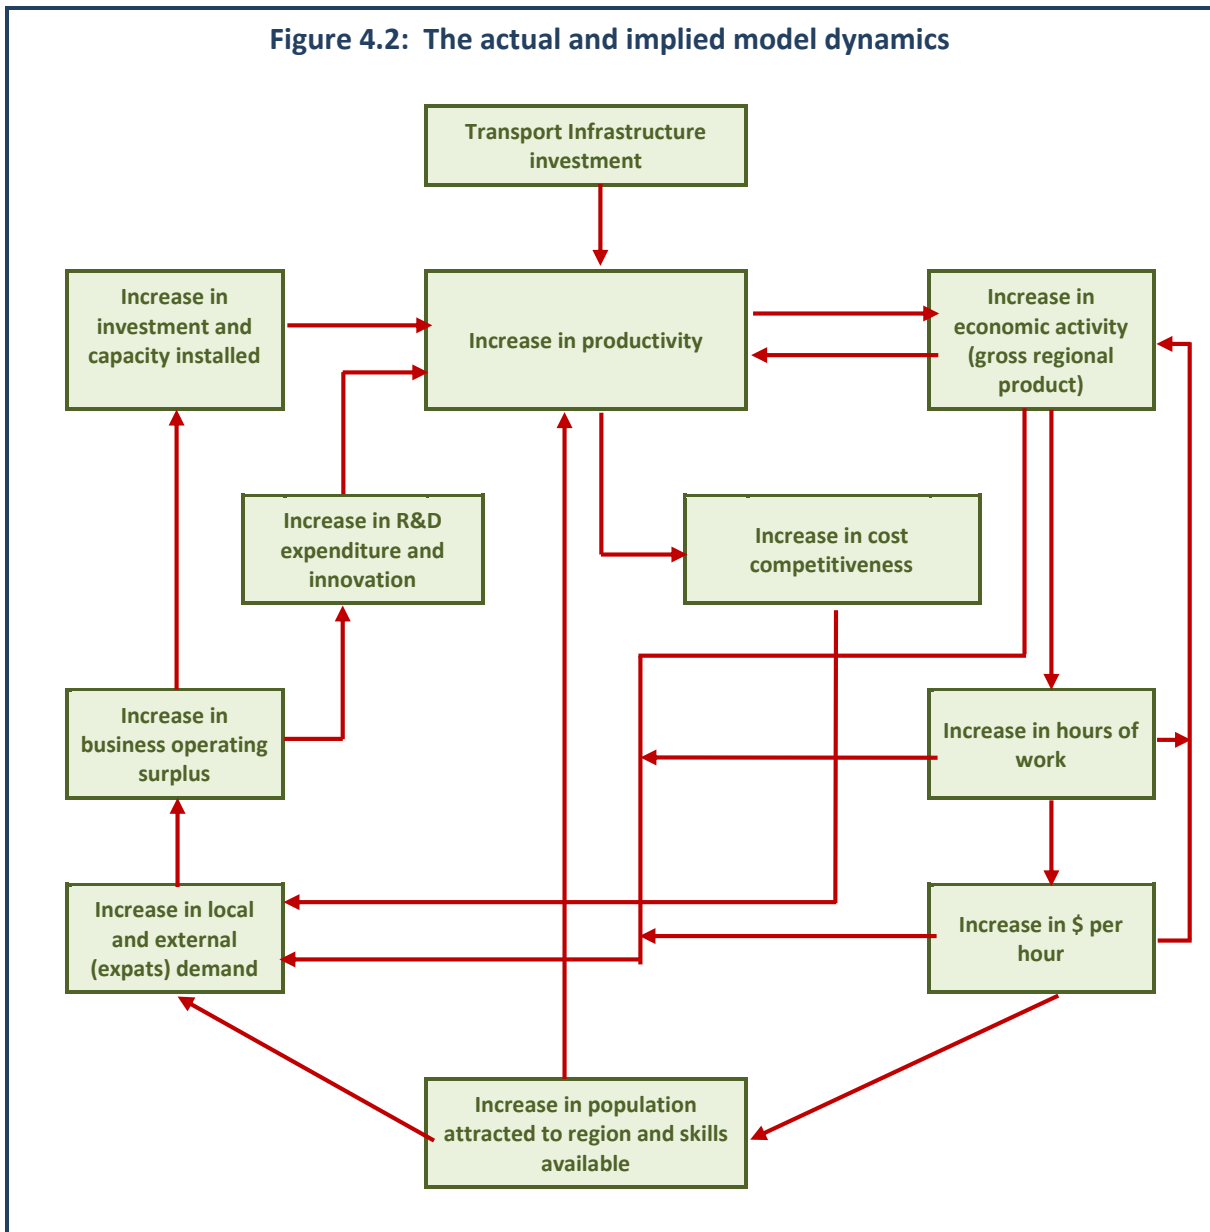 Figure 4.2:  The actual and implied model dynamics
Transport Infrastructure
investment
Increase in
investment and
capacity installed
Increase in productivity
Increase in
economic activity
(gross regional
product)
Increase in R&D
expenditure and
innovation
Increase in cost
competitiveness
Increase in
business operating
surplus
Increase in hours of
work
Increase in local
and external
(expats) demand
Increase in $ per
hour
Increase in population
attracted to region and skills
available